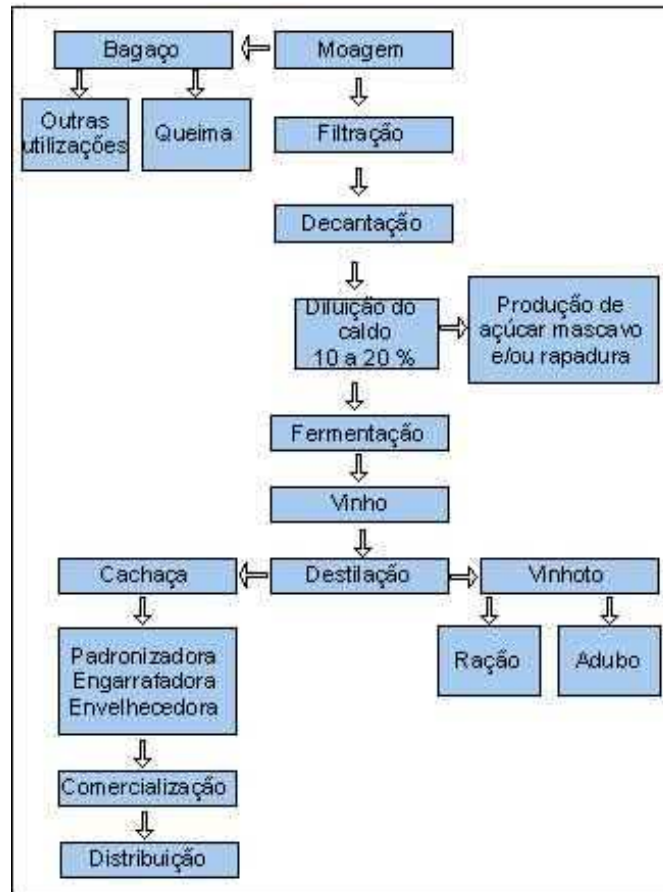 Bagaço
Moagem
Outras
utilizações
Queima
Filtração
Decantação
Diluição do
caldo
10 a 20 %
Produção de
açúcar mascavo
e/ou rapadura
Fermentação
Vinho
Cachaça
Destilação
Vinhoto
Padronizadora
Engarrafadora
Envelhecedora
Ração
Adubo
Comercialização
Distribuição